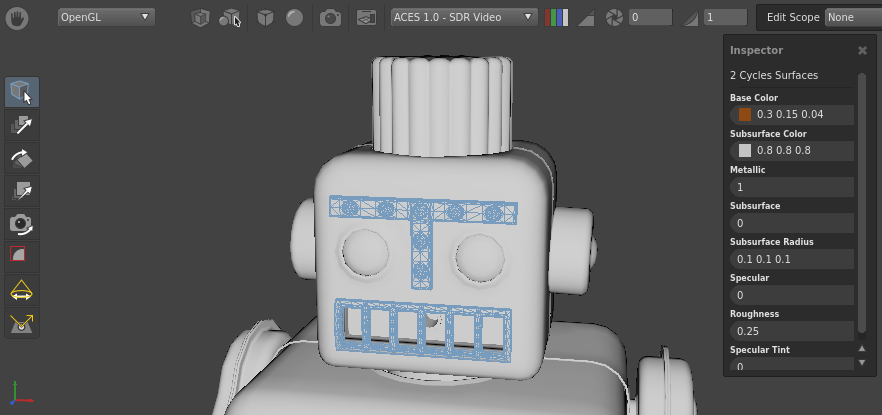 OpenGL
ACES 1.0 - SDR Video
0
1
Edit Scope
None
Inspector
2 Cycles Surfaces
Base Color
0.3 0.15 0.04
Subsurface Color
0.8 0.8 0.8
Metallic
1
Subsurface
0
Subsurface Radius
0.1 0.1 0.1
Specular
0
Roughness
0.25
Specular Tint
0